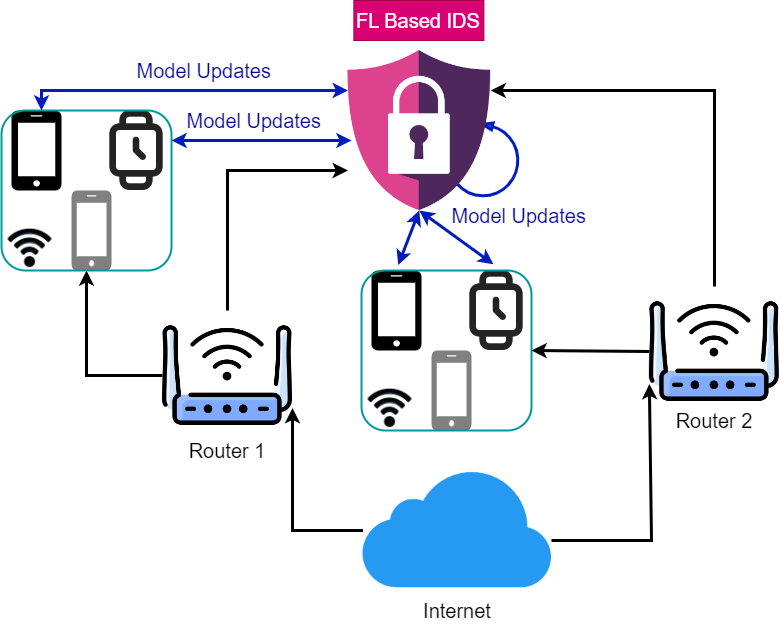 FL Based IDS
Model Updates
Model Updates
Model Updates
Router 1
Router 2
Internet